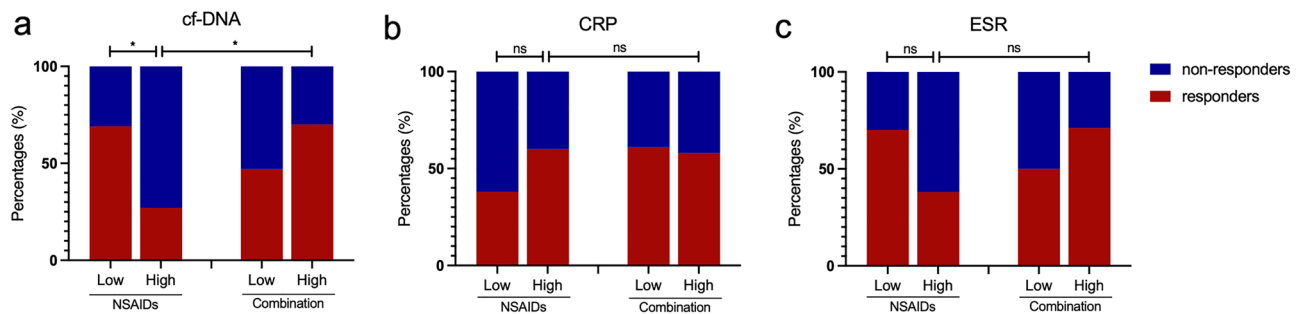 a
cf-DNA
* *
Percentages (%)
100
50
0
Low High Low High
NSAIDs Combination
b
CRP
ns ns
Percentages (%)
100
50
0
Low High Low High
NSAIDs Combination
c
ESR
ns ns
Percentages (%)
100
50
0
Low High Low High
NSAIDs Combination
non-responders
responders